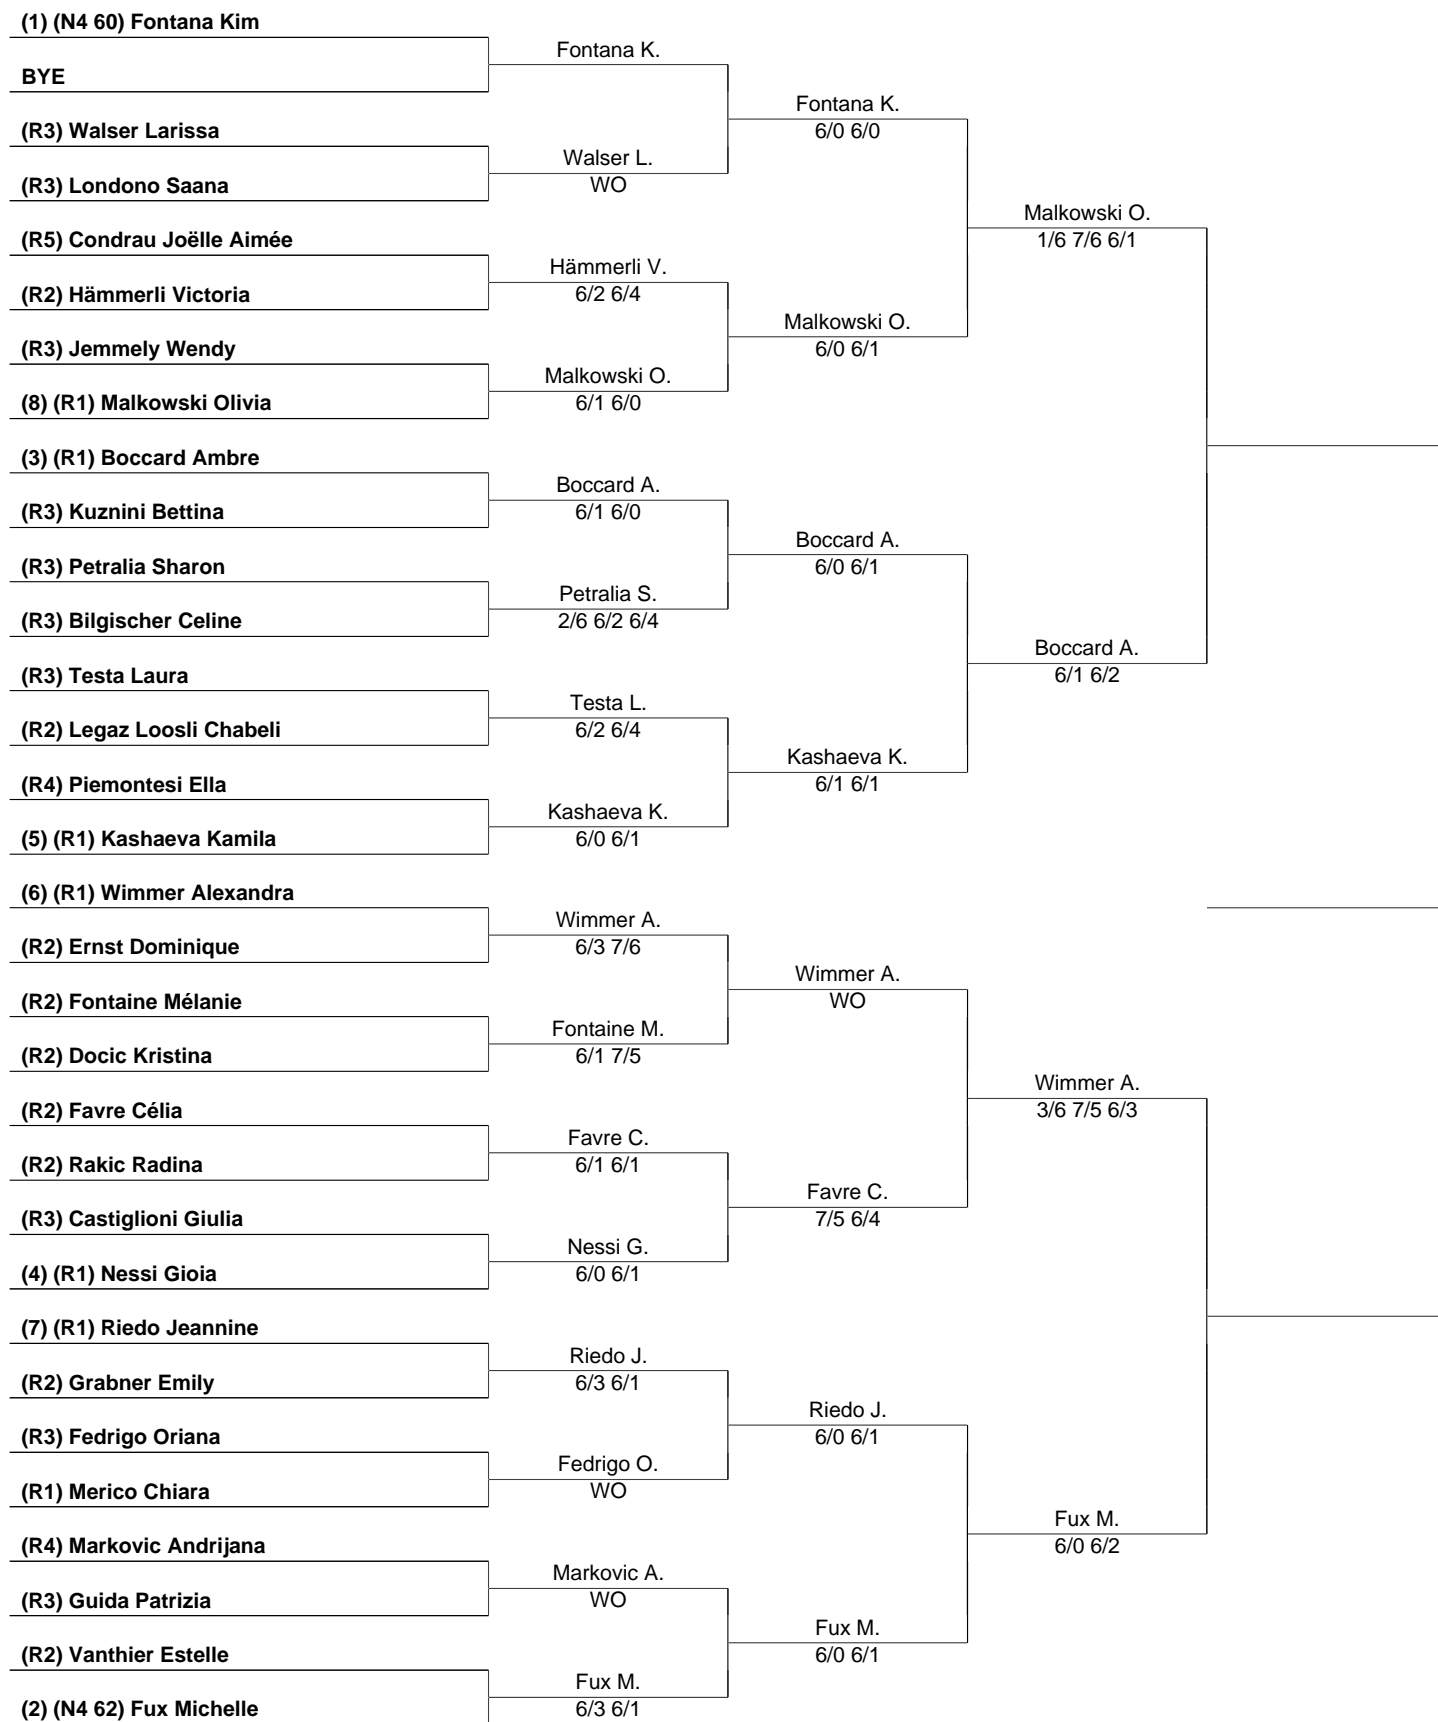 (1) (N4 60) Fontana Kim
BYE
(R3) Walser Larissa
(R3) Londono Saana
(R5) Condrau Joëlle Aimée
(R2) Hämmerli Victoria
(R3) Jemmely Wendy
(8) (R1) Malkowski Olivia
(3) (R1) Boccard Ambre
(R3) Kuznini Bettina
(R3) Petralia Sharon
(R3) Bilgischer Celine
(R3) Testa Laura
(R2) Legaz Loosli Chabeli
(R4) Piemontesi Ella
(5) (R1) Kashaeva Kamila
(6) (R1) Wimmer Alexandra
(R2) Ernst Dominique
(R2) Fontaine Mélanie
(R2) Docic Kristina
(R2) Favre Célia
(R2) Rakic Radina
(R3) Castiglioni Giulia
(4) (R1) Nessi Gioia
(7) (R1) Riedo Jeannine
(R2) Grabner Emily
(R3) Fedrigo Oriana
(R1) Merico Chiara
(R4) Markovic Andrijana
(R3) Guida Patrizia
(R2) Vanthier Estelle
(2) (N4 62) Fux Michelle
Fontana K.
Walser L.
WO
Hämmerli V.
6/2 6/4
Malkowski O.
6/1 6/0
Boccard A.
6/1 6/0
Petralia S.
2/6 6/2 6/4
Testa L.
6/2 6/4
Kashaeva K.
6/0 6/1
Wimmer A.
6/3 7/6
Fontaine M.
6/1 7/5
Favre C.
6/1 6/1
Nessi G.
6/0 6/1
Riedo J.
6/3 6/1
Fedrigo O.
WO
Markovic A.
WO
Fux M.
6/3 6/1
Fontana K.
6/0 6/0
Malkowski O.
6/0 6/1
Boccard A.
6/0 6/1
Kashaeva K.
6/1 6/1
Wimmer A.
WO
Favre C.
7/5 6/4
Riedo J.
6/0 6/1
Fux M.
6/0 6/1
Malkowski O.
1/6 7/6 6/1
Boccard A.
6/1 6/2
Wimmer A.
3/6 7/5 6/3
Fux M.
6/0 6/2